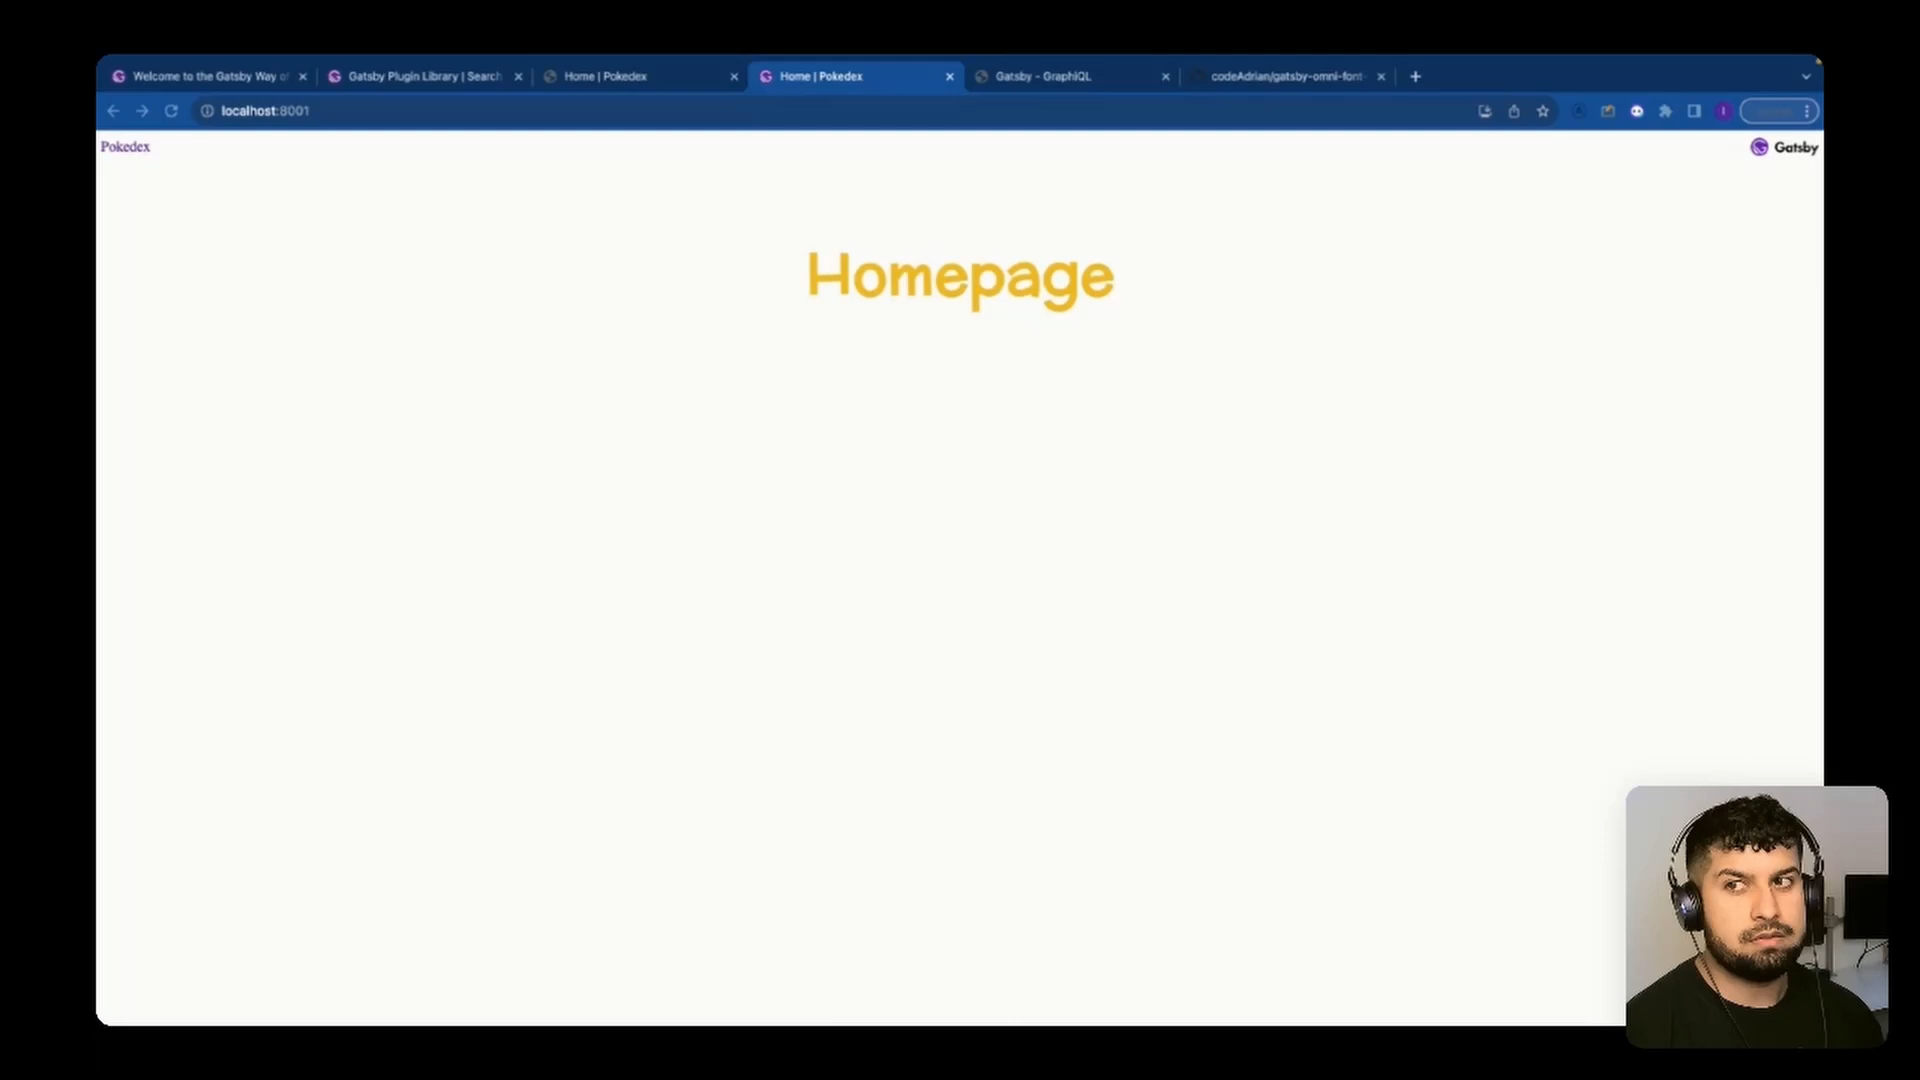 Welcome to the Gatsby Way of
Gatsby Plugin Library | Search
Home | Pokedex
Home | Pokedex
Gatsby - GraphiQL
codeAdrian/gatsby-omni-font-
localhost:8001
Pokedex
Gatsby
Homepage